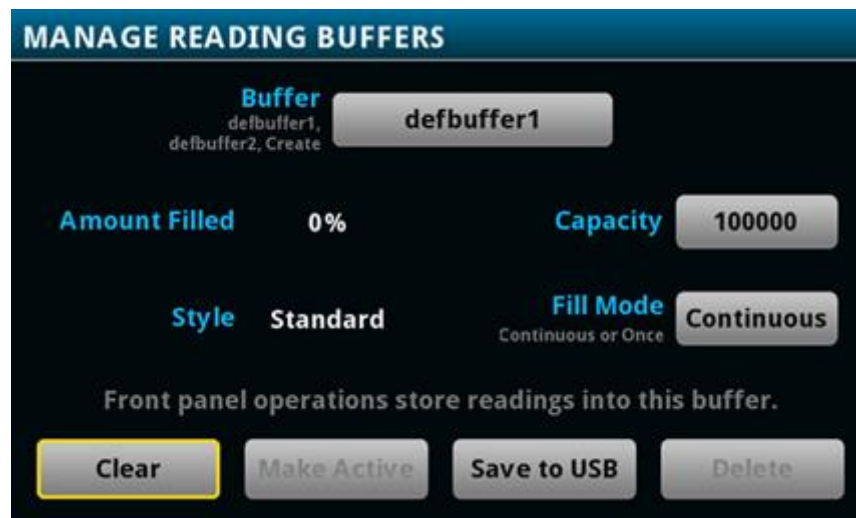 MANAGE READING BUFFERS
Buffer
defbuffer1,
defbuffer2, Create
defbuffer1
Amount Filled 0% Capacity 100000
Style Standard Fill Mode
Continuous or Once
Continuous
Front panel operations store readings into this buffer.
Clear Make Active Save to USB Delete